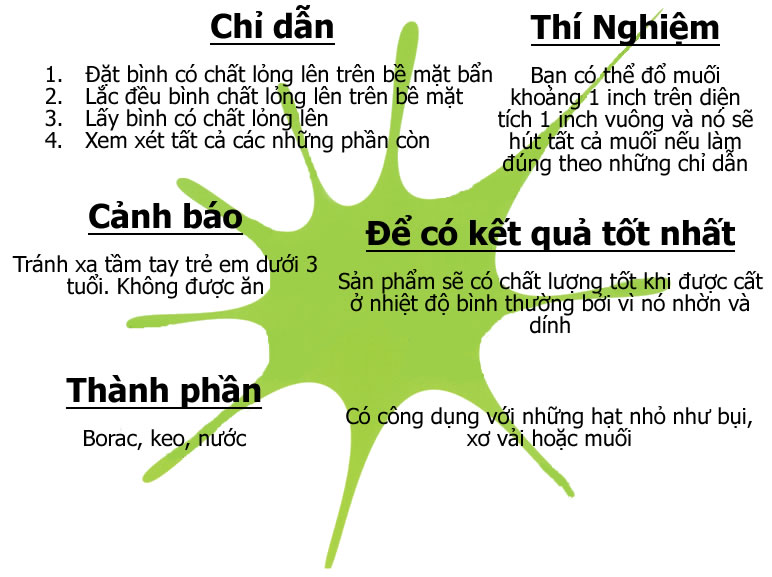 Chỉ dẫn
1. Đặt bình có chất lỏng lên trên bề mặt bẩn
2. Lắc đều bình chất lỏng lên trên bề mặt
3. Lấy bình có chất lỏng lên
4. Xem xét tất cả các những phần còn
Thí Nghiệm
Bạn có thể đổ muối
khoảng 1 inch trên diện
tích 1 inch vuông và nó sẽ
hút tất cả muối nếu làm
đúng theo những chỉ dẫn
Cảnh báo
Tránh xa tầm tay trẻ em dưới 3
tuổi. Không được ăn
Để có kết quả tốt nhất
Sản phẩm sẽ có chất lượng tốt khi được cất
ở nhiệt độ bình thường bởi vì nó nhờn và
dính
Thành phần
Borac, keo, nước
Có công dụng với những hạt nhỏ như bụi,
xơ vải hoặc muối